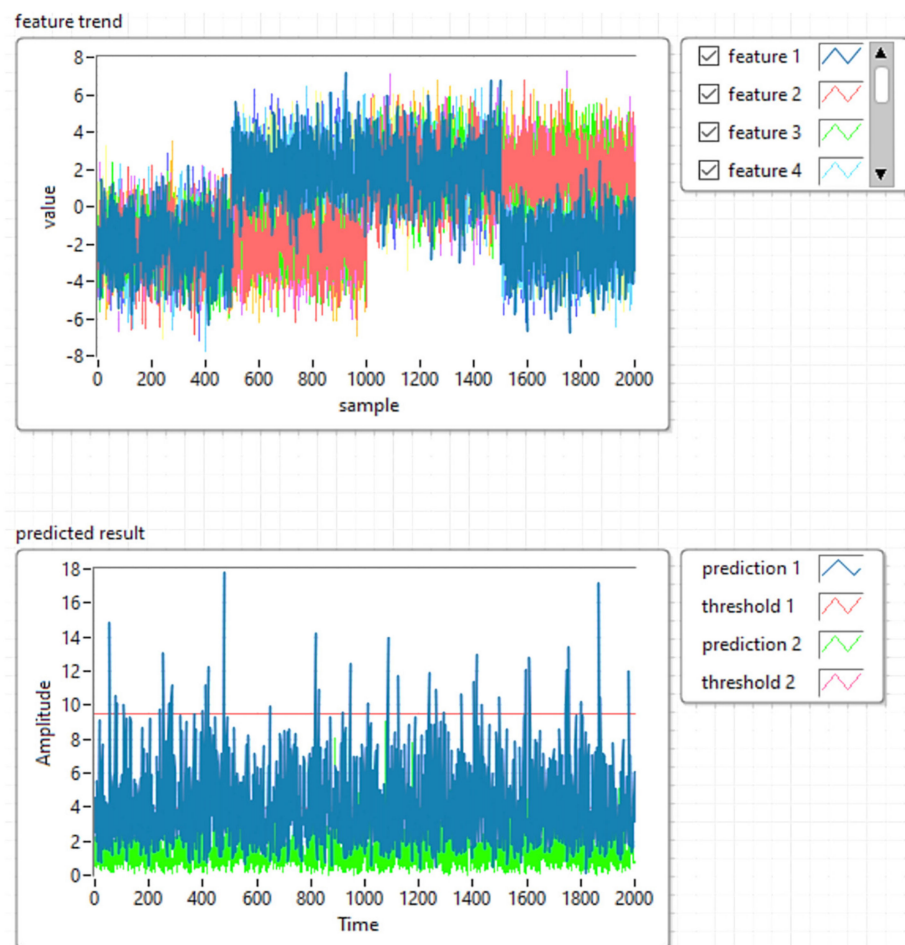 feature trend
8
6
4
2
0
-2
-4
-6
-8
value
0 200 400 600 800 1000 1200 1400 1600 1800 2000
sample
feature 1
feature 2
feature 3
feature 4
predicted result
18
16
14
12
10
8
6
4
2
0
Amplitude
0 200 400 600 800 1000 1200 1400 1600 1800 2000
Time
prediction 1
threshold 1
prediction 2
threshold 2